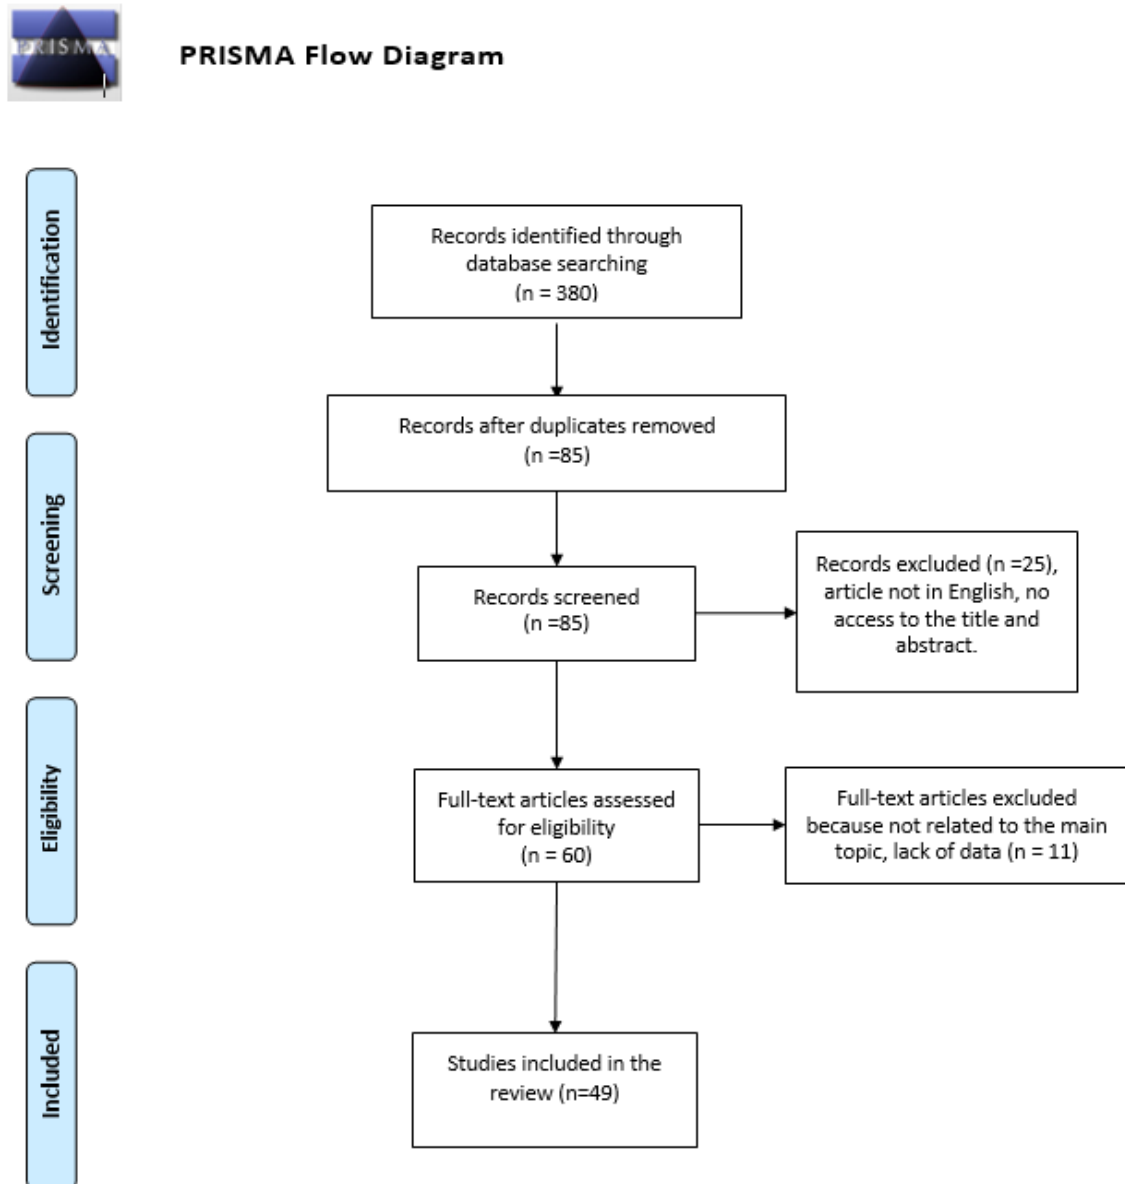 PRISMA
PRISMA Flow Diagram
Identification
Records identified through
database searching
(n = 380)
Records after duplicates removed
(n =85)
Screening
Records screened
(n =85)
Records excluded (n =25),
article not in English, no
access to the title and
abstract.
Eligibility
Full-text articles assessed
for eligibility
(n = 60)
Full-text articles excluded
because not related to the main
topic, lack of data (n = 11)
Included
Studies included in the
review (n=49)